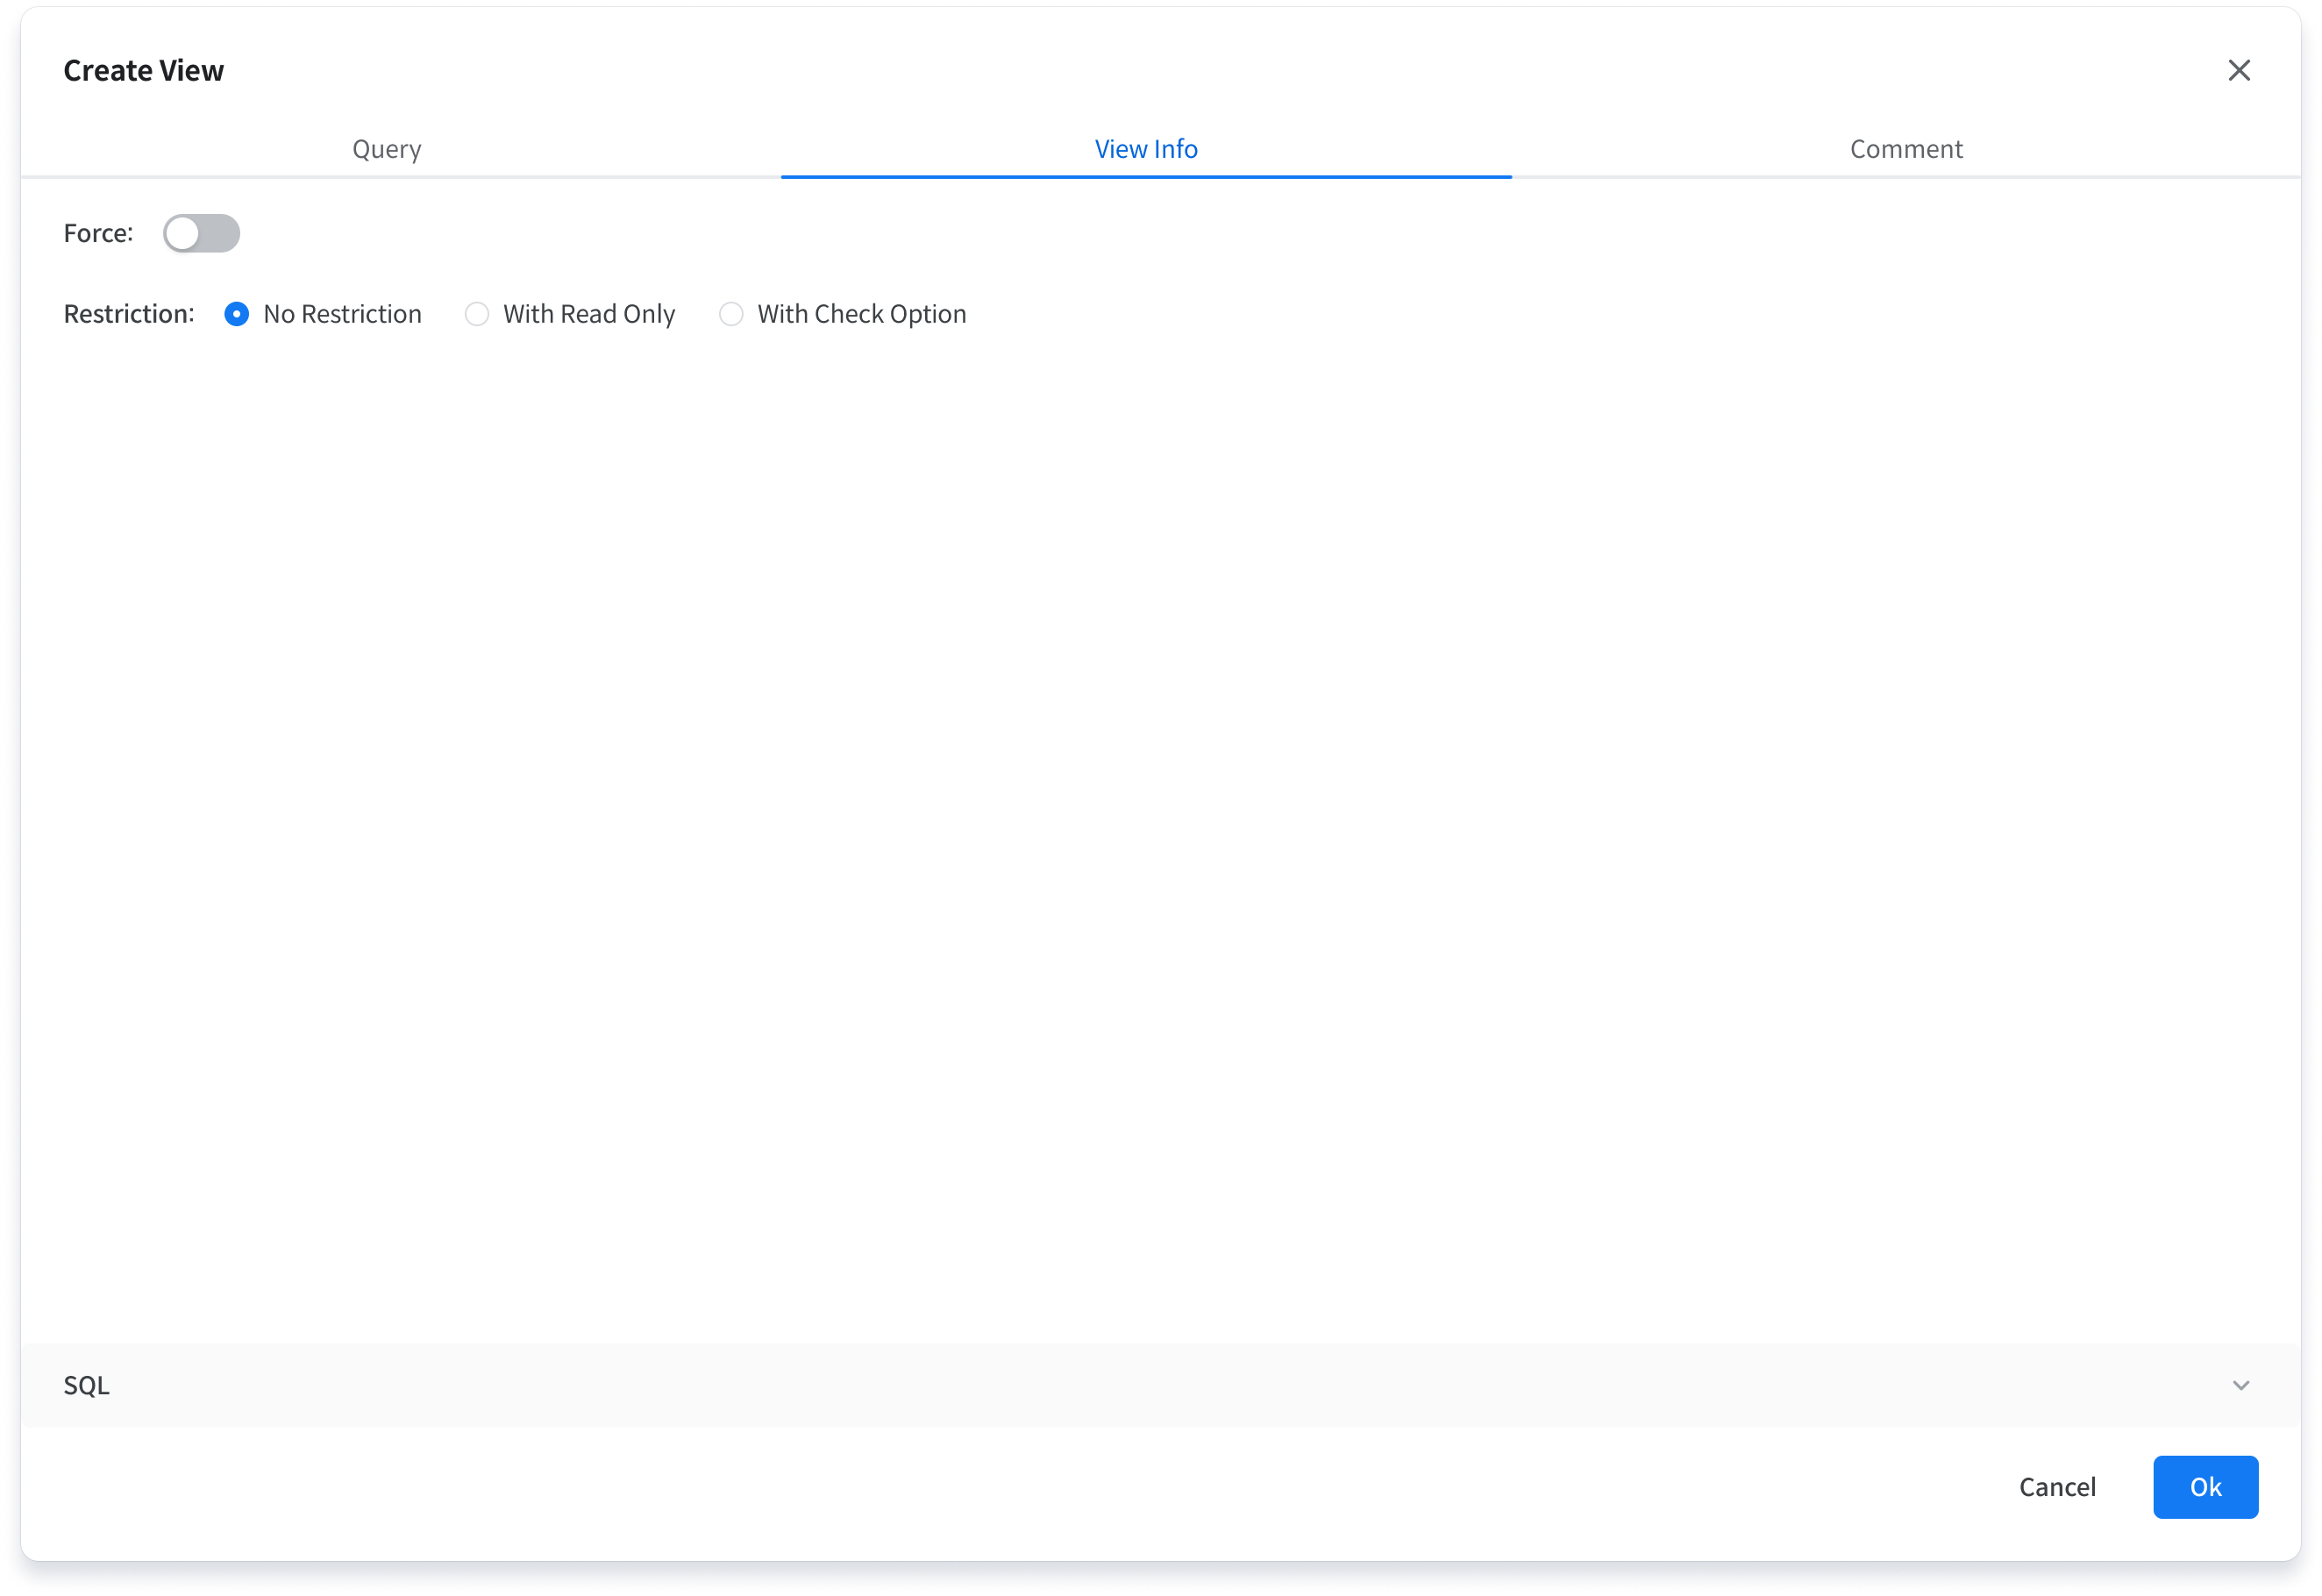 Create View
Query View Info Comment
Force:
Restriction: No Restriction With Read Only With Check Option
SQL
Cancel Ok